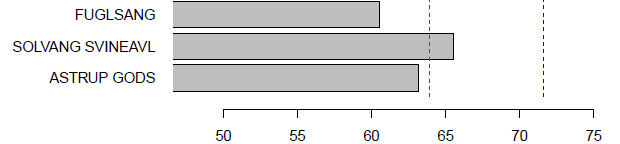 FUGLSANG
SOLVANG SVINEAVL
ASTRUP GODS
50 55 60 65 70 75